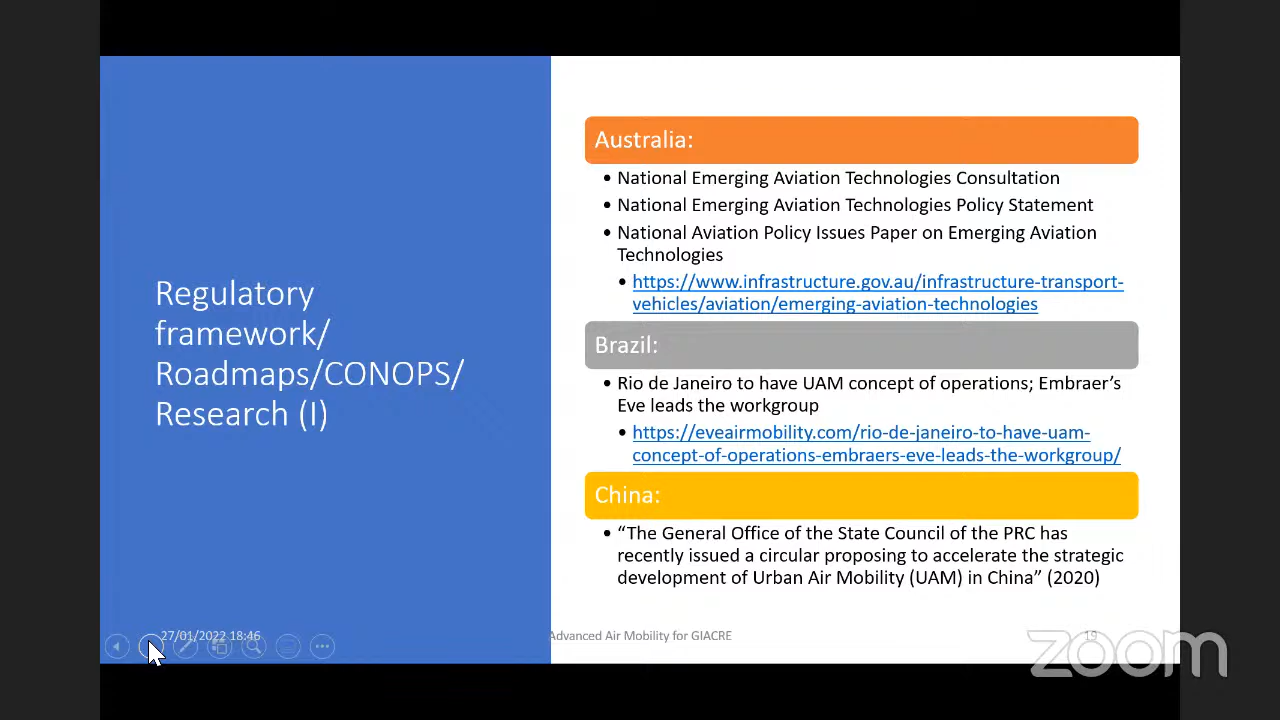 Regulatory
framework/
Roadmaps/CONOPS/
Research (I)
Australia:
• National Emerging Aviation Technologies Consultation
• National Emerging Aviation Technologies Policy Statement
• National Aviation Policy Issues Paper on Emerging Aviation
Technologies
• https://www.infrastructure.gov.au/infrastructure-transport-
vehicles/aviation/emerging-aviation-technologies
Brazil:
• Rio de Janeiro to have UAM concept of operations; Embraer’s
Eve leads the workgroup
• https://eveairmobility.com/rio-de-janeiro-to-have-uam-
concept-of-operations-embraers-eve-leads-the-workgroup/
China:
• “The General Office of the State Council of the PRC has
recently issued a circular proposing to accelerate the strategic
development of Urban Air Mobility (UAM) in China” (2020)
27/01/2022 18:46
Advanced Air Mobility for GIACRE
19
zoom